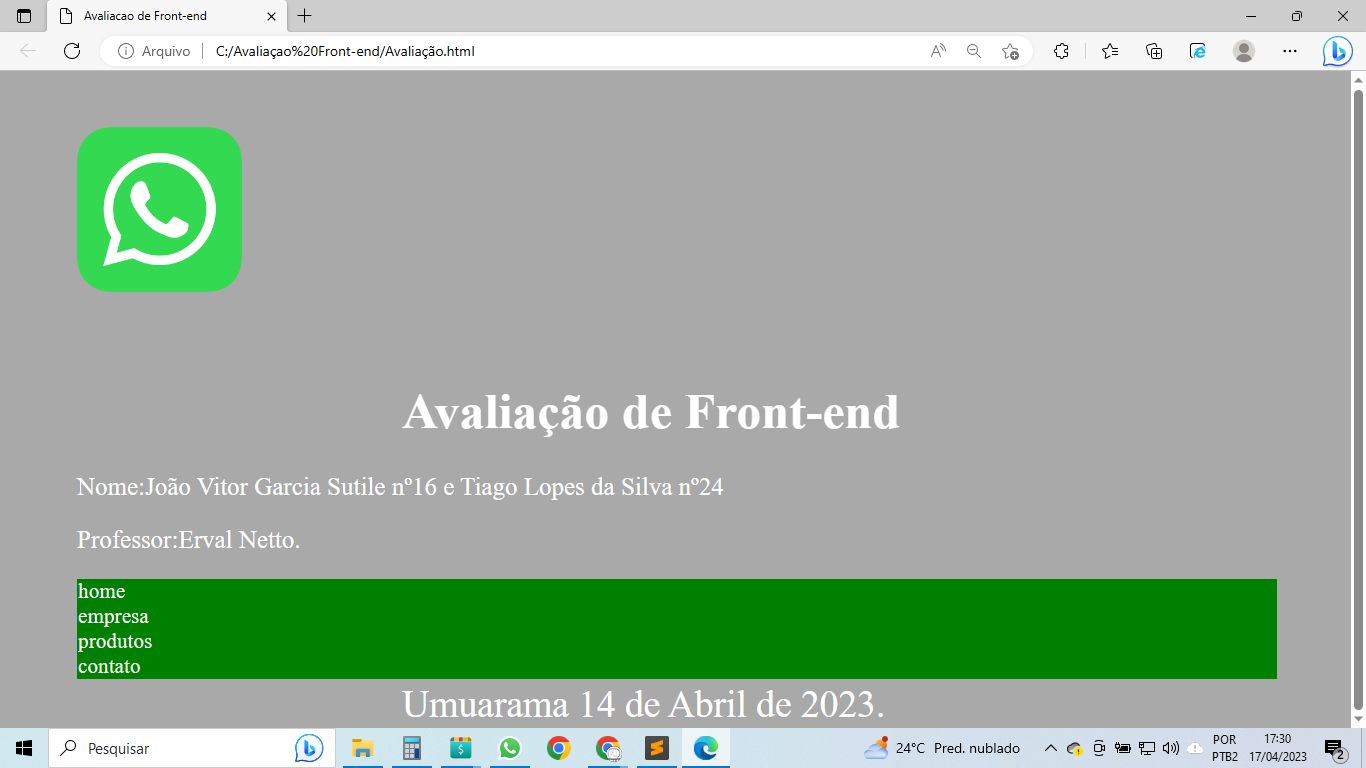 Avaliacao de Front-end
Arquivo
C:/Avaliaçao%20Front-end/Avaliação.html
Avaliação de Front-end
Nome:João Vitor Garcia Sutile nº16 e Tiago Lopes da Silva nº24
Professor:Erval Netto.
home
empresa
produtos
contato
Umuarama 14 de Abril de 2023.
Pesquisar
24°C Pred. nublado
POR
PTB2
17:30
17/04/2023
2